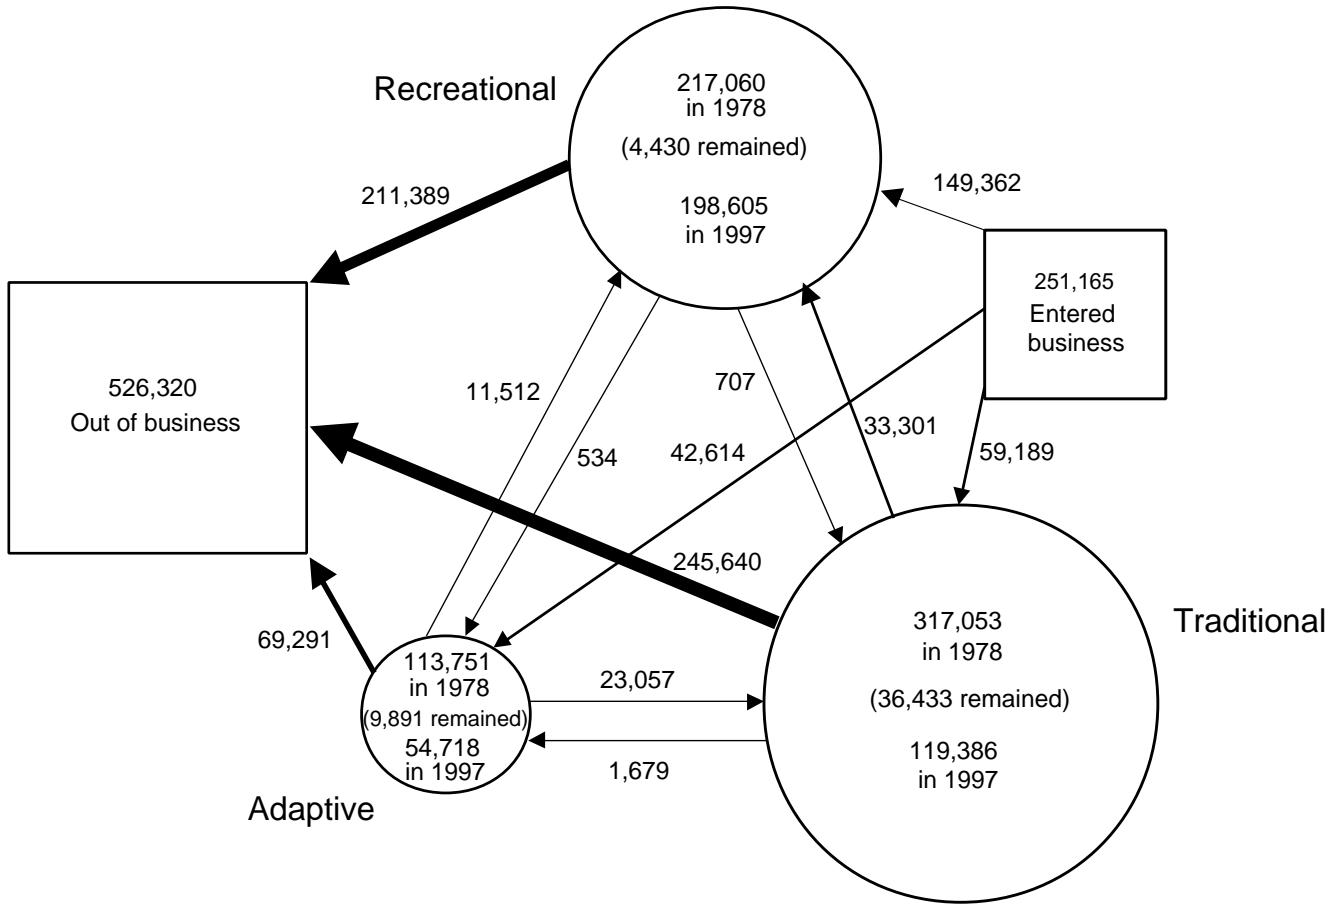 Recreational
217,060
in 1978
(4,430 remained)
198,605
in 1997
211,389
149,362
251,165
Entered
business
526,320
Out of business
11,512
534
707
42,614
33,301
59,189
245,640
69,291
113,751
in 1978
(9,891 remained)
54,718
in 1997
23,057
1,679
Adaptive
317,053
in 1978
(36,433 remained)
119,386
in 1997
Traditional